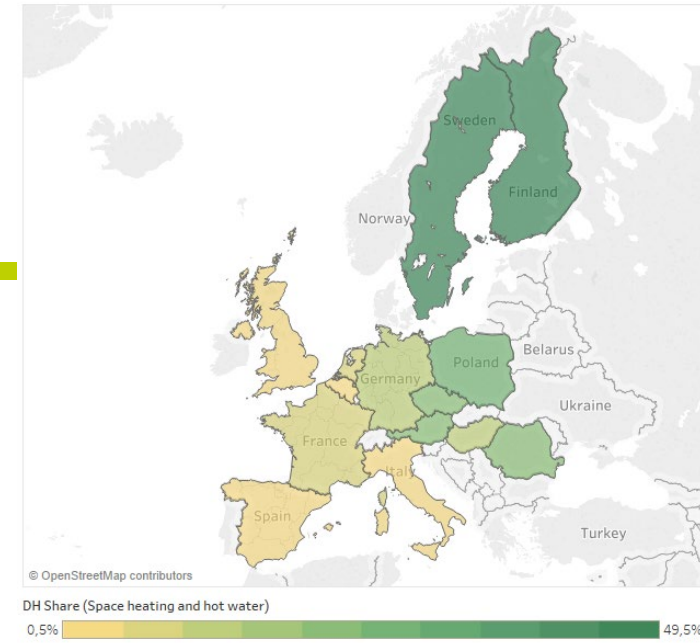 Sweden
Finland
Norway
Belarus
Poland
Germany
Ukraine
France
Italy
Spain
Turkey
© OpenStreetMap contributors
DH Share (Space heating and hot water)
0,5% 49,5%